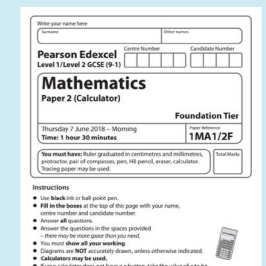 Write your name here
Surname
Other names
Centre Number
Candidate Number
Pearson Edexcel
Level 1/Level 2 GCSE (9-1)
Mathematics
Paper 2 (Calculator)
Foundation Tier
Thursday 7 June 2018 – Morning
Time: 1 hour 30 minutes
Paper Reference
1MA1/2F
You must have: Ruler graduated in centimetres and millimetres,
protractor, pair of compasses, pen, HB pencil, eraser, calculator.
Tracing paper may be used.
Total Marks
Instructions
• Use black ink or ball-point pen.
• Fill in the boxes at the top of this page with your name,
centre number and candidate number.
• Answer all questions.
• Answer the questions in the spaces provided
– there may be more space than you need.
• You must show all your working.
• Diagrams are NOT accurately drawn, unless otherwise indicated.
• Calculators may be used.